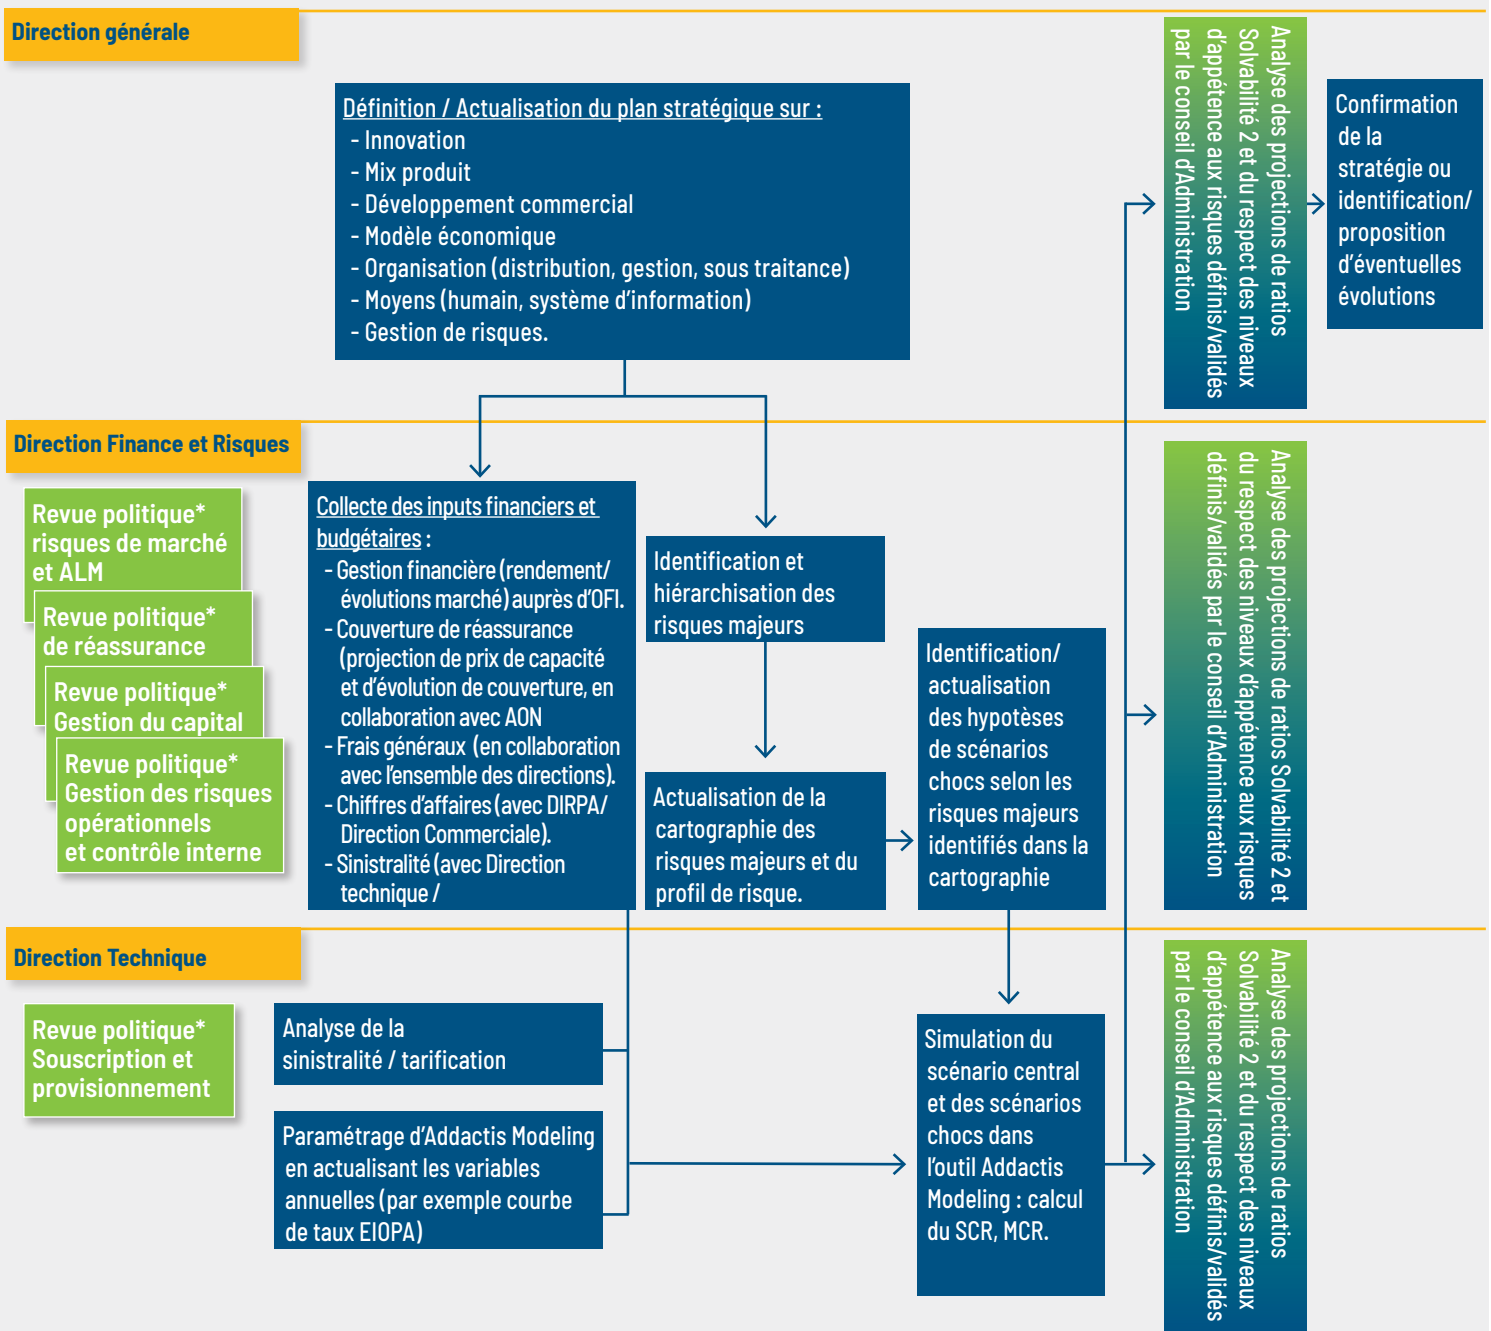 Direction générale
Définition / Actualisation du plan stratégique sur :
- Innovation
- Mix produit
- Développement commercial
- Modèle économique
- Organisation (distribution, gestion, sous traitance)
- Moyens (humain, système d'information)
- Gestion de risques.
Analyse des projections de ratios
Solvabilité 2 et du respect des niveaux
d'appétence aux risques définis/validés
par le conseil d'Administration
Confirmation
de la
stratégie ou
identification/
proposition
d'éventuelles
évolutions
Direction Finance et Risques
Revue politique*
risques de marché
et ALM
Revue politique*
de réassurance
Revue politique*
Gestion du capital
Revue politique*
Gestion des risques
opérationnels
et contrôle interne
Collecte des inputs financiers et
budgétaires :
- Gestion financière (rendement/
évolutions marché) auprès d'OFI.
- Couverture de réassurance
(projection de prix de capacité
et d'évolution de couverture, en
collaboration avec AON
- Frais généraux (en collaboration
avec l'ensemble des directions).
- Chiffres d'affaires (avec DIRPA/
Direction Commerciale).
- Sinistralité (avec Direction
technique /
Identification et
hiérarchisation des
risques majeurs
Actualisation de la
cartographie des
risques majeurs et du
profil de risque.
Identification/
actualisation
des hypotèses
de scénarios
chocs selon les
risques majeurs
identifiés dans la
cartographie
Analyse des projections de ratios Solvabilité 2 et
du respect des niveaux d'appétence aux risques
définis/validés par le conseil d'Administration
Direction Technique
Revue politique*
Souscription et
provisionnement
Analyse de la
sinistralité / tarification
Paramétrage d'Addactis Modeling
en actualisant les variables
annuelles (par exemple courbe
de taux EIOPA)
Simulation du
scénario central
et des scénarios
chocs dans
l'outil Addactis
Modeling : calcul
du SCR, MCR.
Analyse des projections de ratios
Solvabilité 2 et du respect des niveaux
d'appétence aux risques définis/validés
par le conseil d'Administration